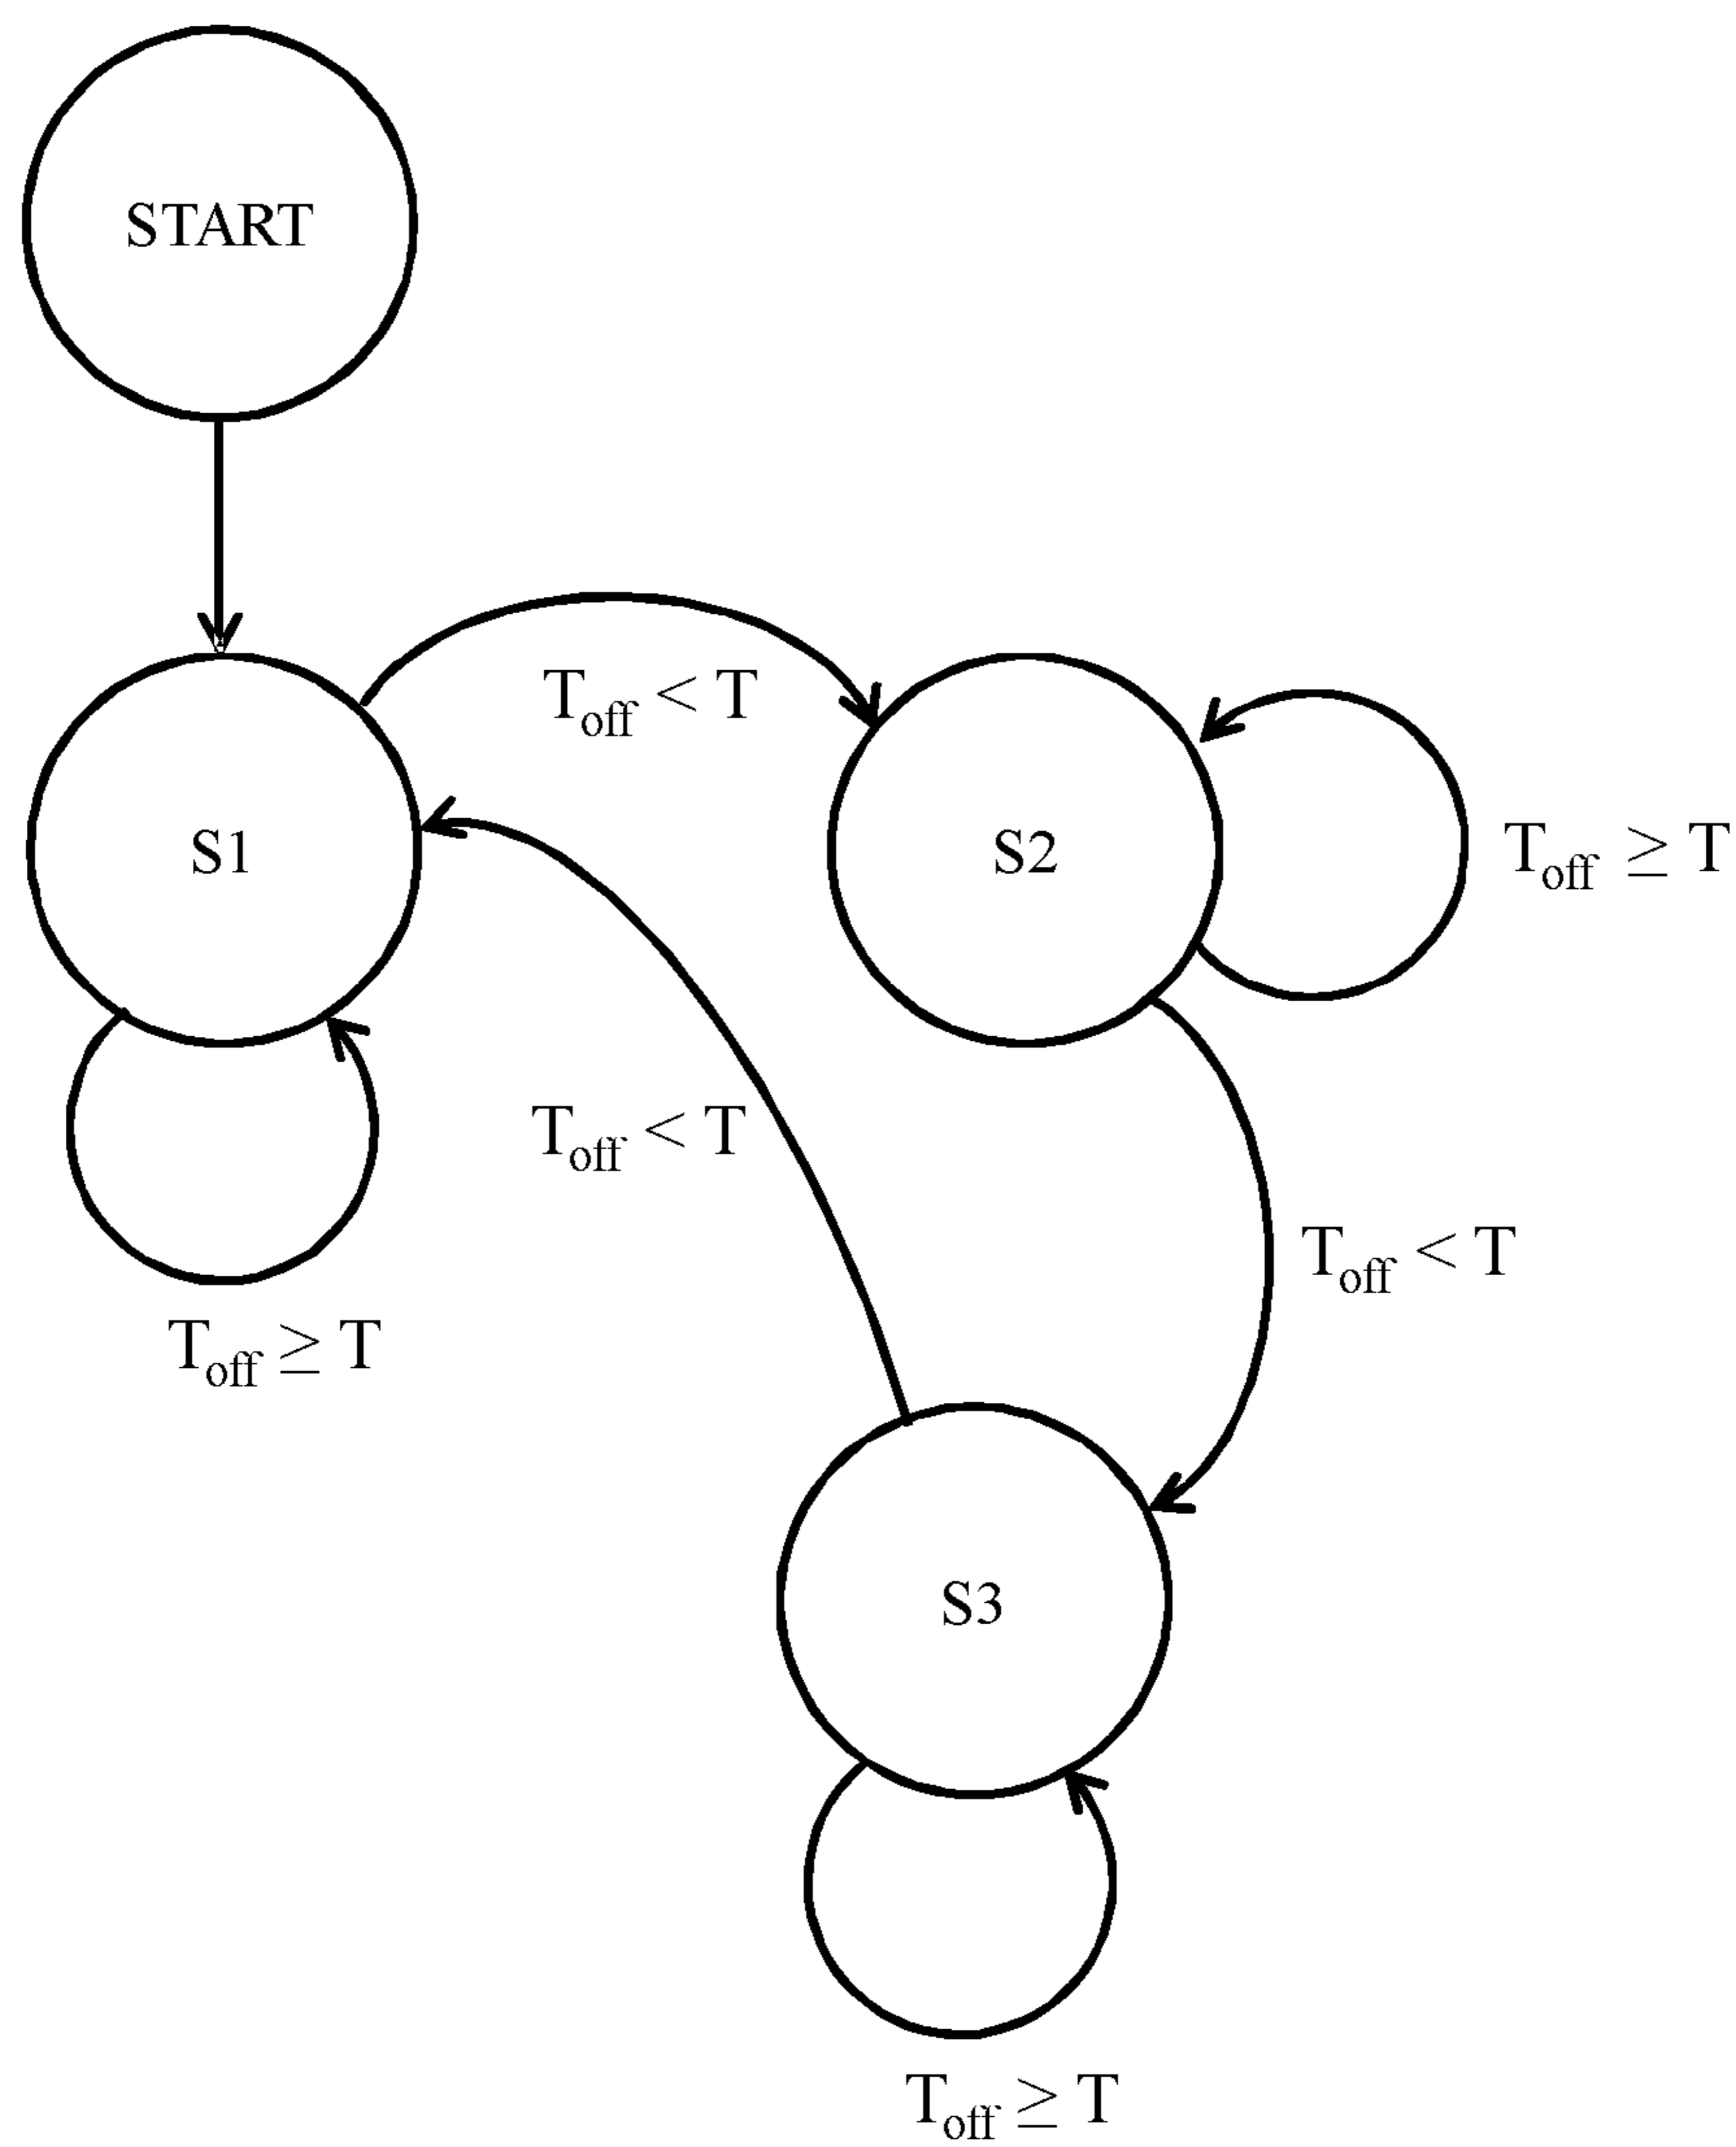 START
T_off < T
S1
S2
T_off ≥ T
T_off < T
T_off < T
T_off ≥ T
S3
T_off ≥ T